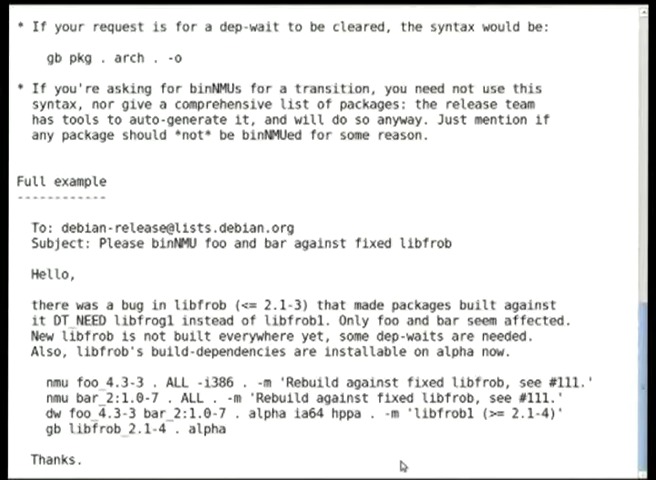 * If your request is for a dep-wait to be cleared, the syntax would be:
gb pkg . arch . -o
* If you're asking for binNMUs for a transition, you need not use this
syntax, nor give a comprehensive list of packages: the release team
has tools to auto-generate it, and will do so anyway. Just mention if
any package should *not* be binNMUed for some reason.
Full example
------------
To: debian-release@lists.debian.org
Subject: Please binNMU foo and bar against fixed libfrob
Hello,
there was a bug in libfrob (<= 2.1-3) that made packages built against
it DT_NEED libfrog1 instead of libfrob1. Only foo and bar seem affected.
New libfrob is not built everywhere yet, some dep-waits are needed.
Also, libfrob's build-dependencies are installable on alpha now.
nmu foo_4.3-3 . ALL -i386 . -m 'Rebuild against fixed libfrob, see #111.'
nmu bar_2:1.0-7 . ALL . -m 'Rebuild against fixed libfrob, see #111.'
dw foo_4.3-3 bar_2:1.0-7 . alpha ia64 hppa . -m 'libfrob1 (>= 2.1-4)'
gb libfrob_2.1-4 . alpha
Thanks.